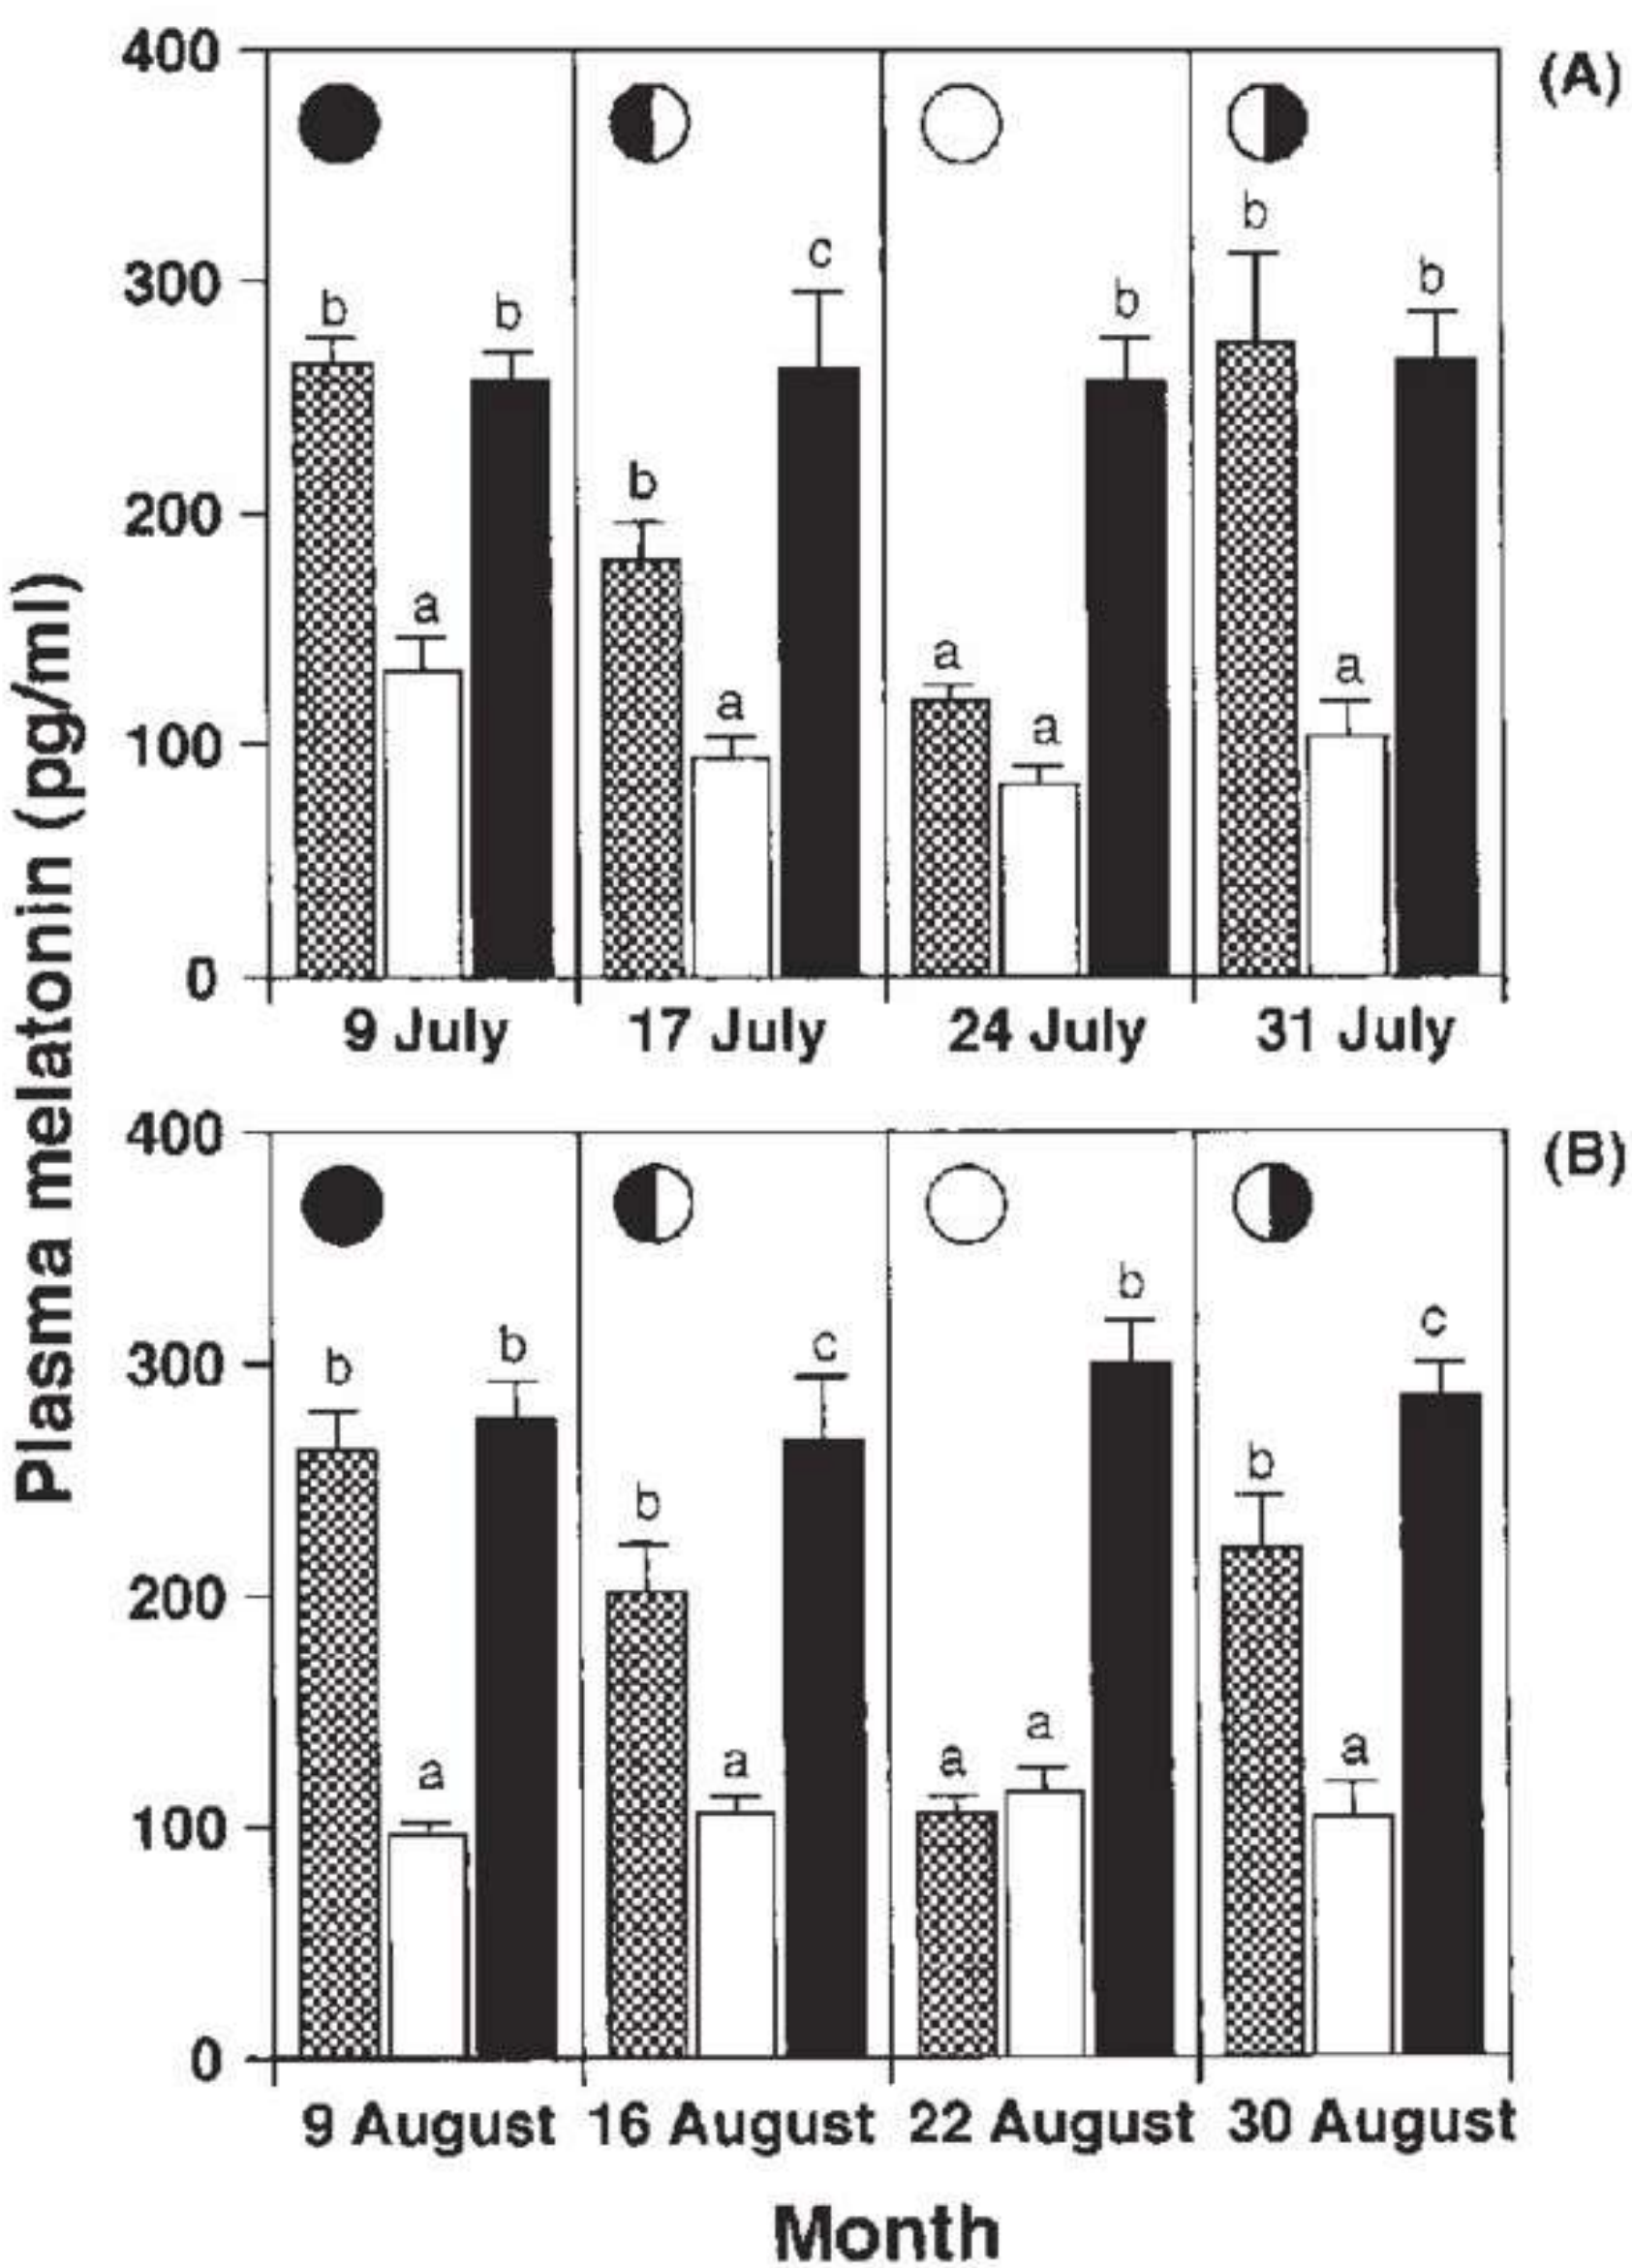 Plasma melatonin (pg/ml)
(A)
400
300
200
100
0
b a b
b a c
a a b
b a b
9 July 17 July 24 July 31 July
(B)
400
300
200
100
0
b a b
b a c
a a b
b a c
9 August 16 August 22 August 30 August
Month